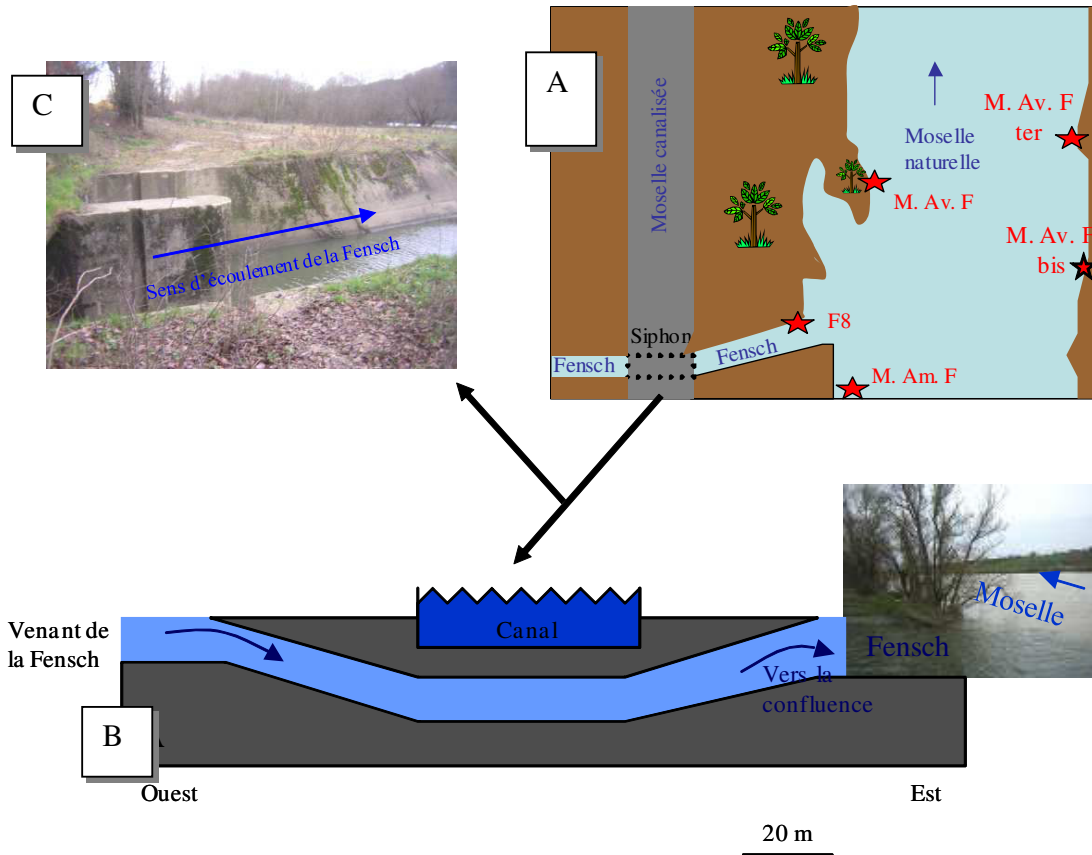 C
Sens d'écoulement de la Fensch
A
Moselle canalisée
Moselle
naturelle
M. Av. F
ter
M. Av. F
M. Av. F
bis
F8
Siphon
Fensch
Fensch
M. Am. F
Venant de
la Fensch
Canal
Vers la
confluence
Fensch
Moselle
B
Ouest
Est
20 m